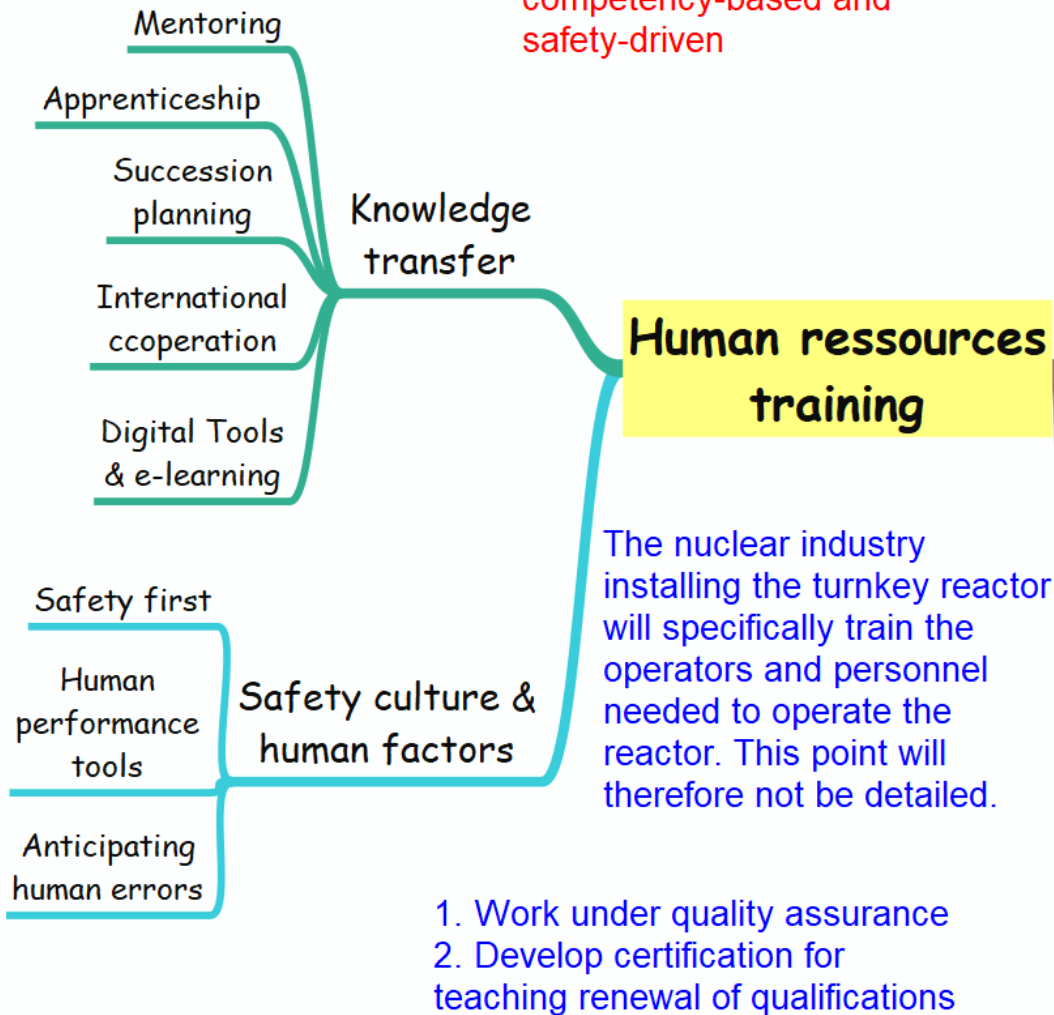 competency-based and
safety-driven
Mentoring
Apprenticeship
Succession
planning
International
ccoperation
Digital Tools
& e-learning
Knowledge
transfer
Human ressources
training
Safety first
Human
performance
tools
Anticipating
human errors
Safety culture &
human factors
The nuclear industry
installing the turnkey reactor
will specifically train the
operators and personnel
needed to operate the
reactor. This point will
therefore not be detailed.
1. Work under quality assurance
2. Develop certification for
teaching renewal of qualifications